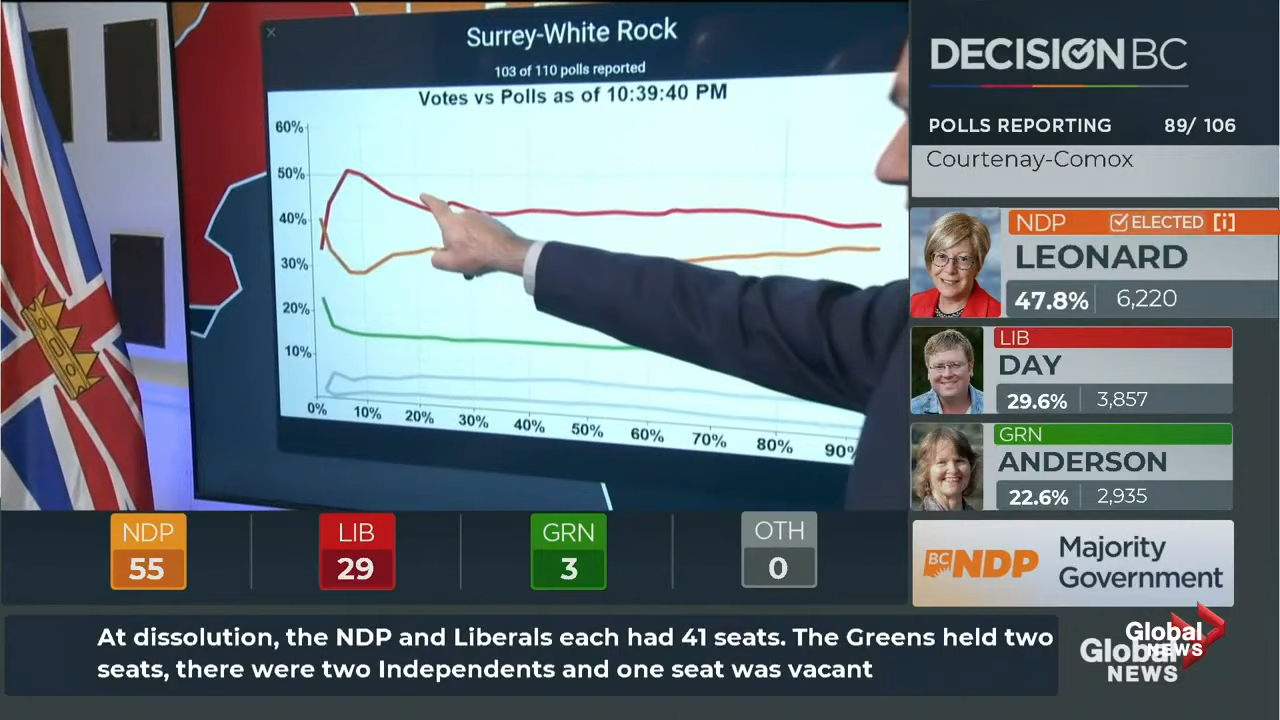 Surrey-White Rock
103 of 110 polls reported
Votes vs Polls as of 10:39:40 PM
60%
50%
40%
30%
20%
10%
0% 10% 20% 30% 40% 50% 60% 70% 80% 90%
DECISION BC
POLLS REPORTING 89/ 106
Courtenay-Comox
NDP ELECTED [i]
LEONARD
47.8% 6,220
LIB
DAY
29.6% 3,857
GRN
ANDERSON
22.6% 2,935
BC NDP Majority
Government
NDP LIB GRN OTH
55 29 3 0
At dissolution, the NDP and Liberals each had 41 seats. The Greens held two
seats, there were two Independents and one seat was vacant
Global
NEWS
Global
NEWS